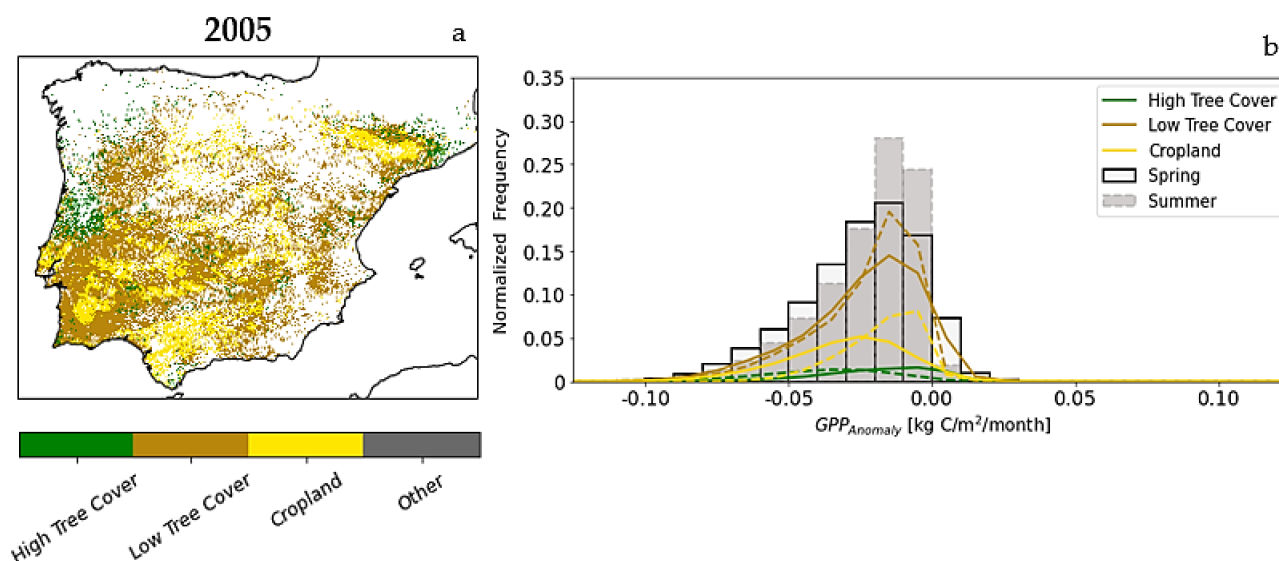 2005
a
High Tree Cover
Low Tree Cover
Cropland
Other
b
Normalized Frequency
0.35
0.30
0.25
0.20
0.15
0.10
0.05
0
-0.10
-0.05
0.00
0.05
0.10
GPP_Anomaly [kg C/m²/month]
High Tree Cover
Low Tree Cover
Cropland
Spring
Summer